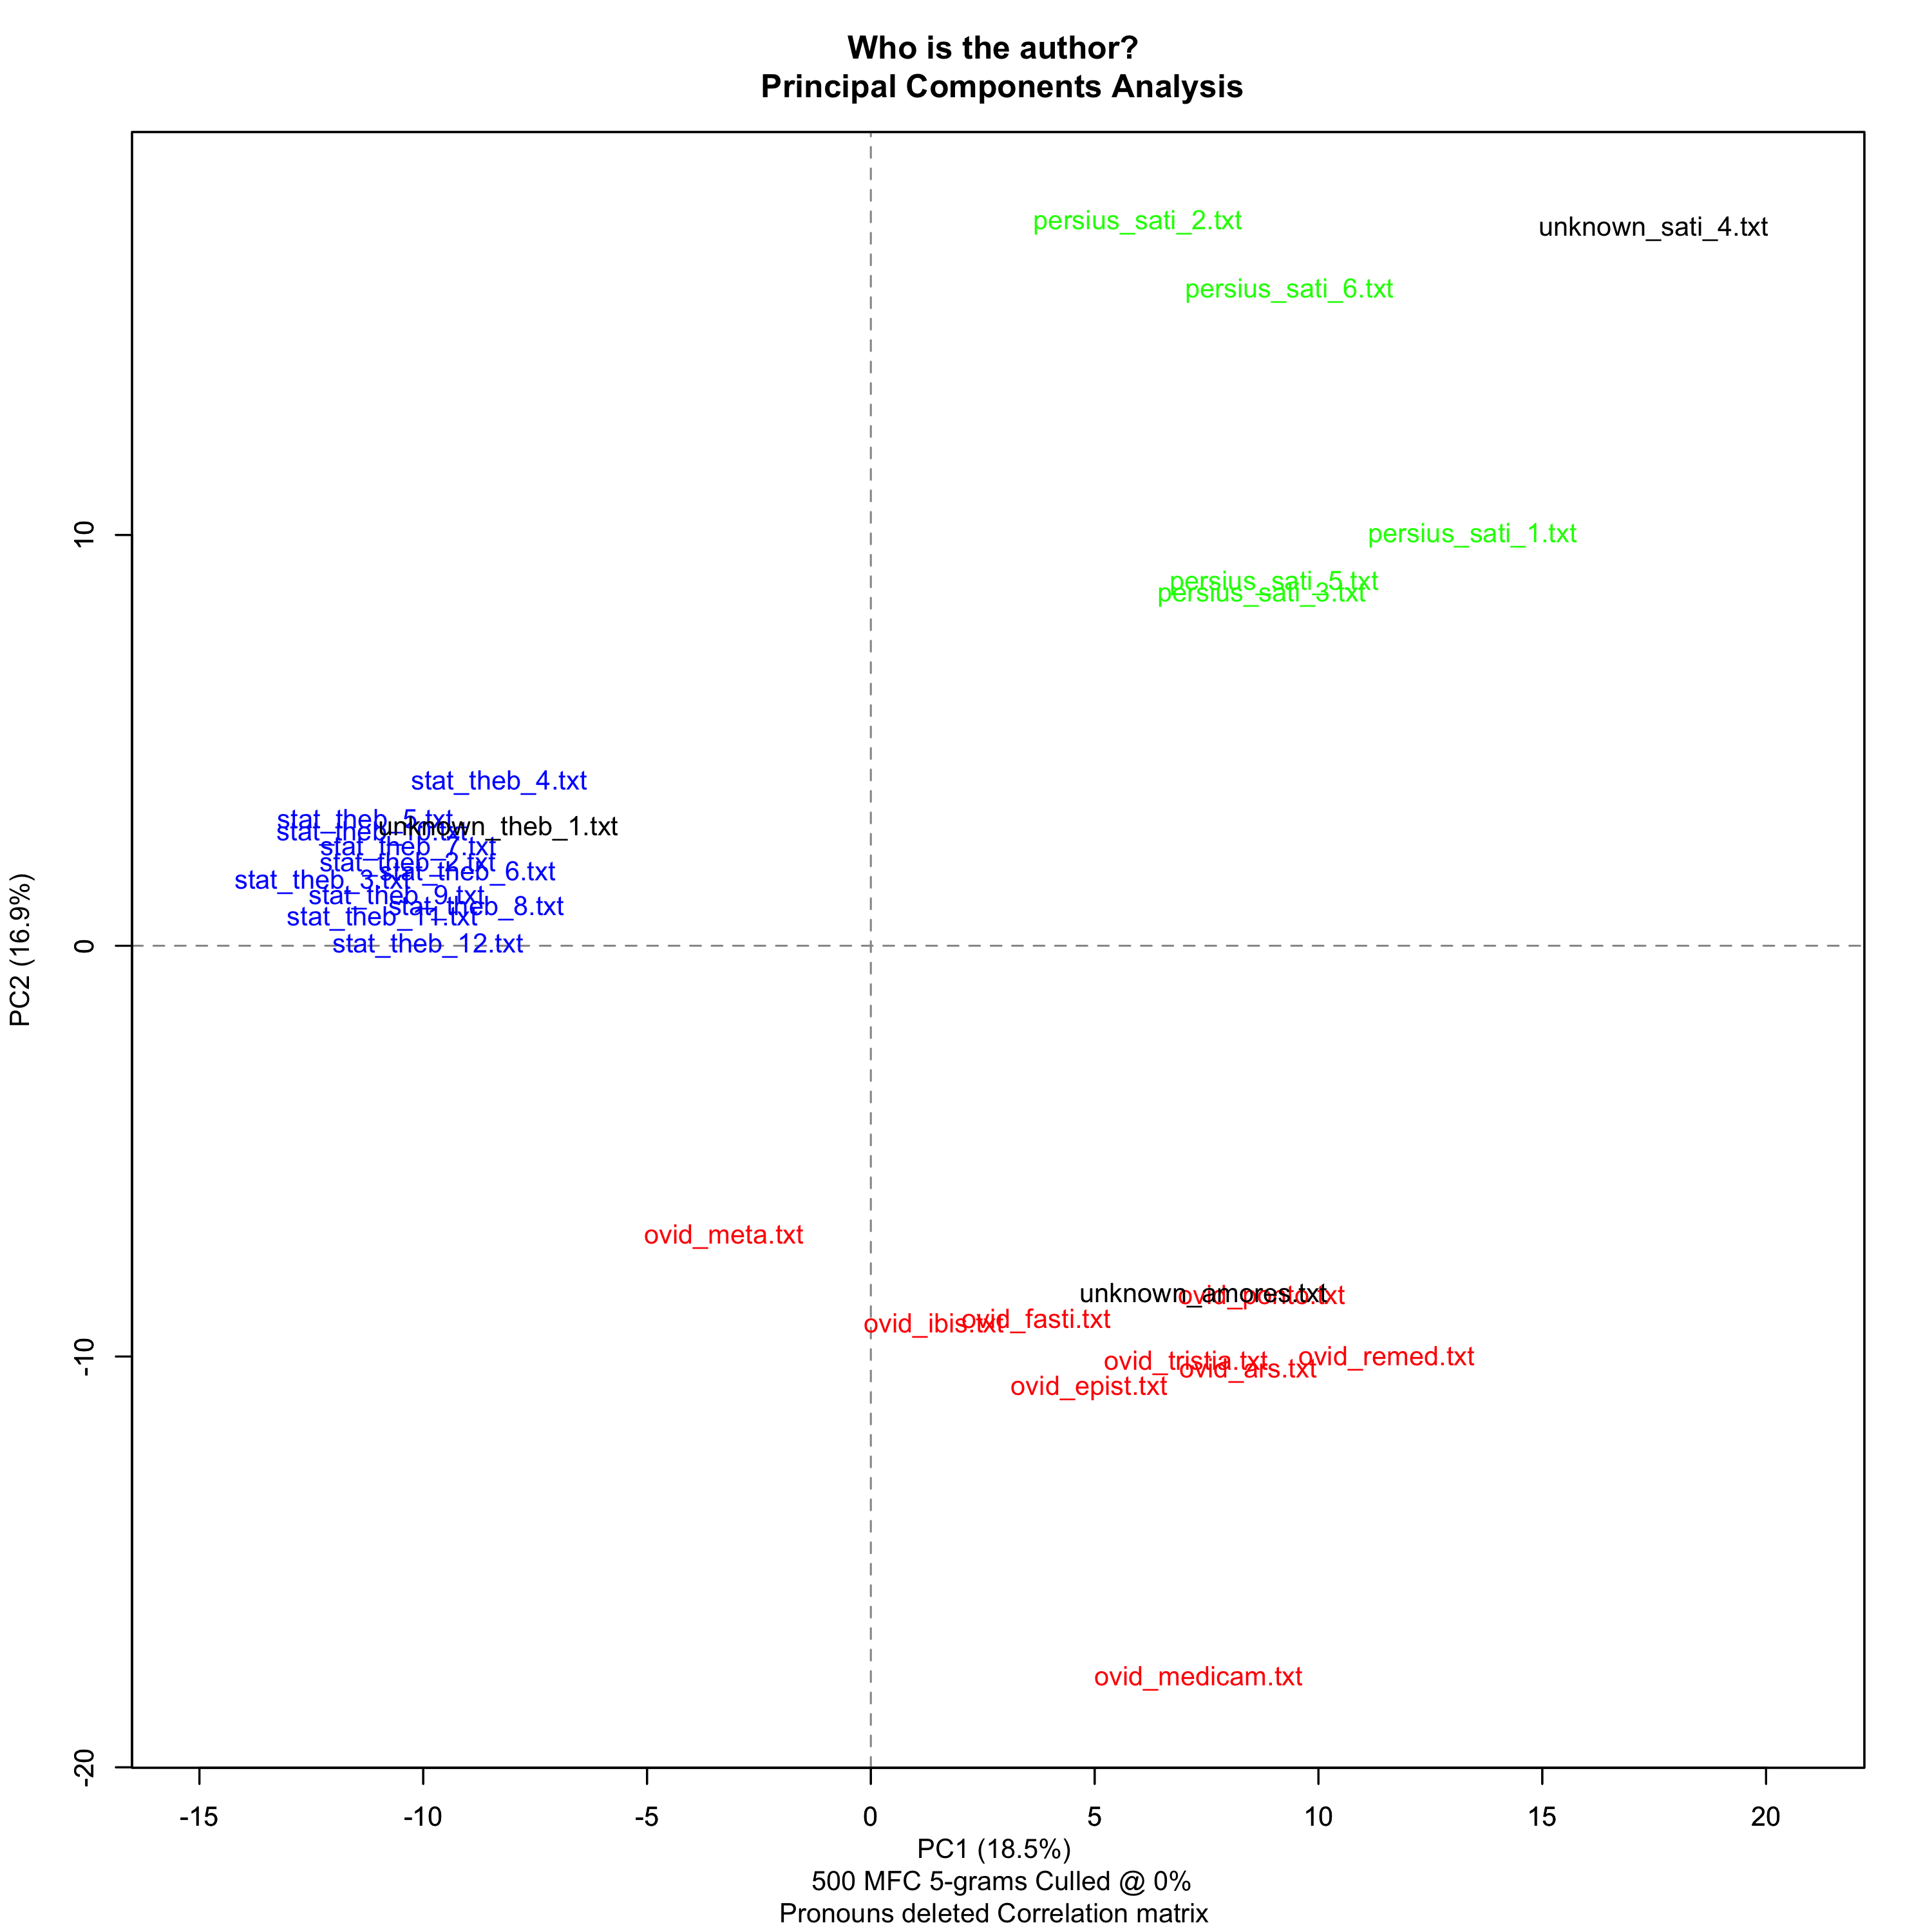 Who is the author?
Principal Components Analysis
persius_sati_2.txt
unknown_sati_4.txt
persius_sati_6.txt
10
persius_sati_1.txt
persius_sati_5.txt
persius_sati_3.txt
stat_theb_4.txt
stat_theb_5.txt
unknown_theb_1.txt
stat_theb_10.txt
stat_theb_7.txt
stat_theb_2.txt
stat_theb_6.txt
stat_theb_3.txt
stat_theb_9.txt
stat_theb_8.txt
stat_theb_11.txt
0
stat_theb_12.txt
PC2 (16.9%)
ovid_meta.txt
unknown_amores.txt
ovid_ponto.txt
ovid_ibis.txt
ovid_fasti.txt
-10
ovid_tristia.txt
ovid_remed.txt
ovid_ars.txt
ovid_epist.txt
ovid_medicam.txt
-20
-15 -10 -5 0 5 10 15 20
PC1 (18.5%)
500 MFC 5-grams Culled @ 0%
Pronouns deleted Correlation matrix